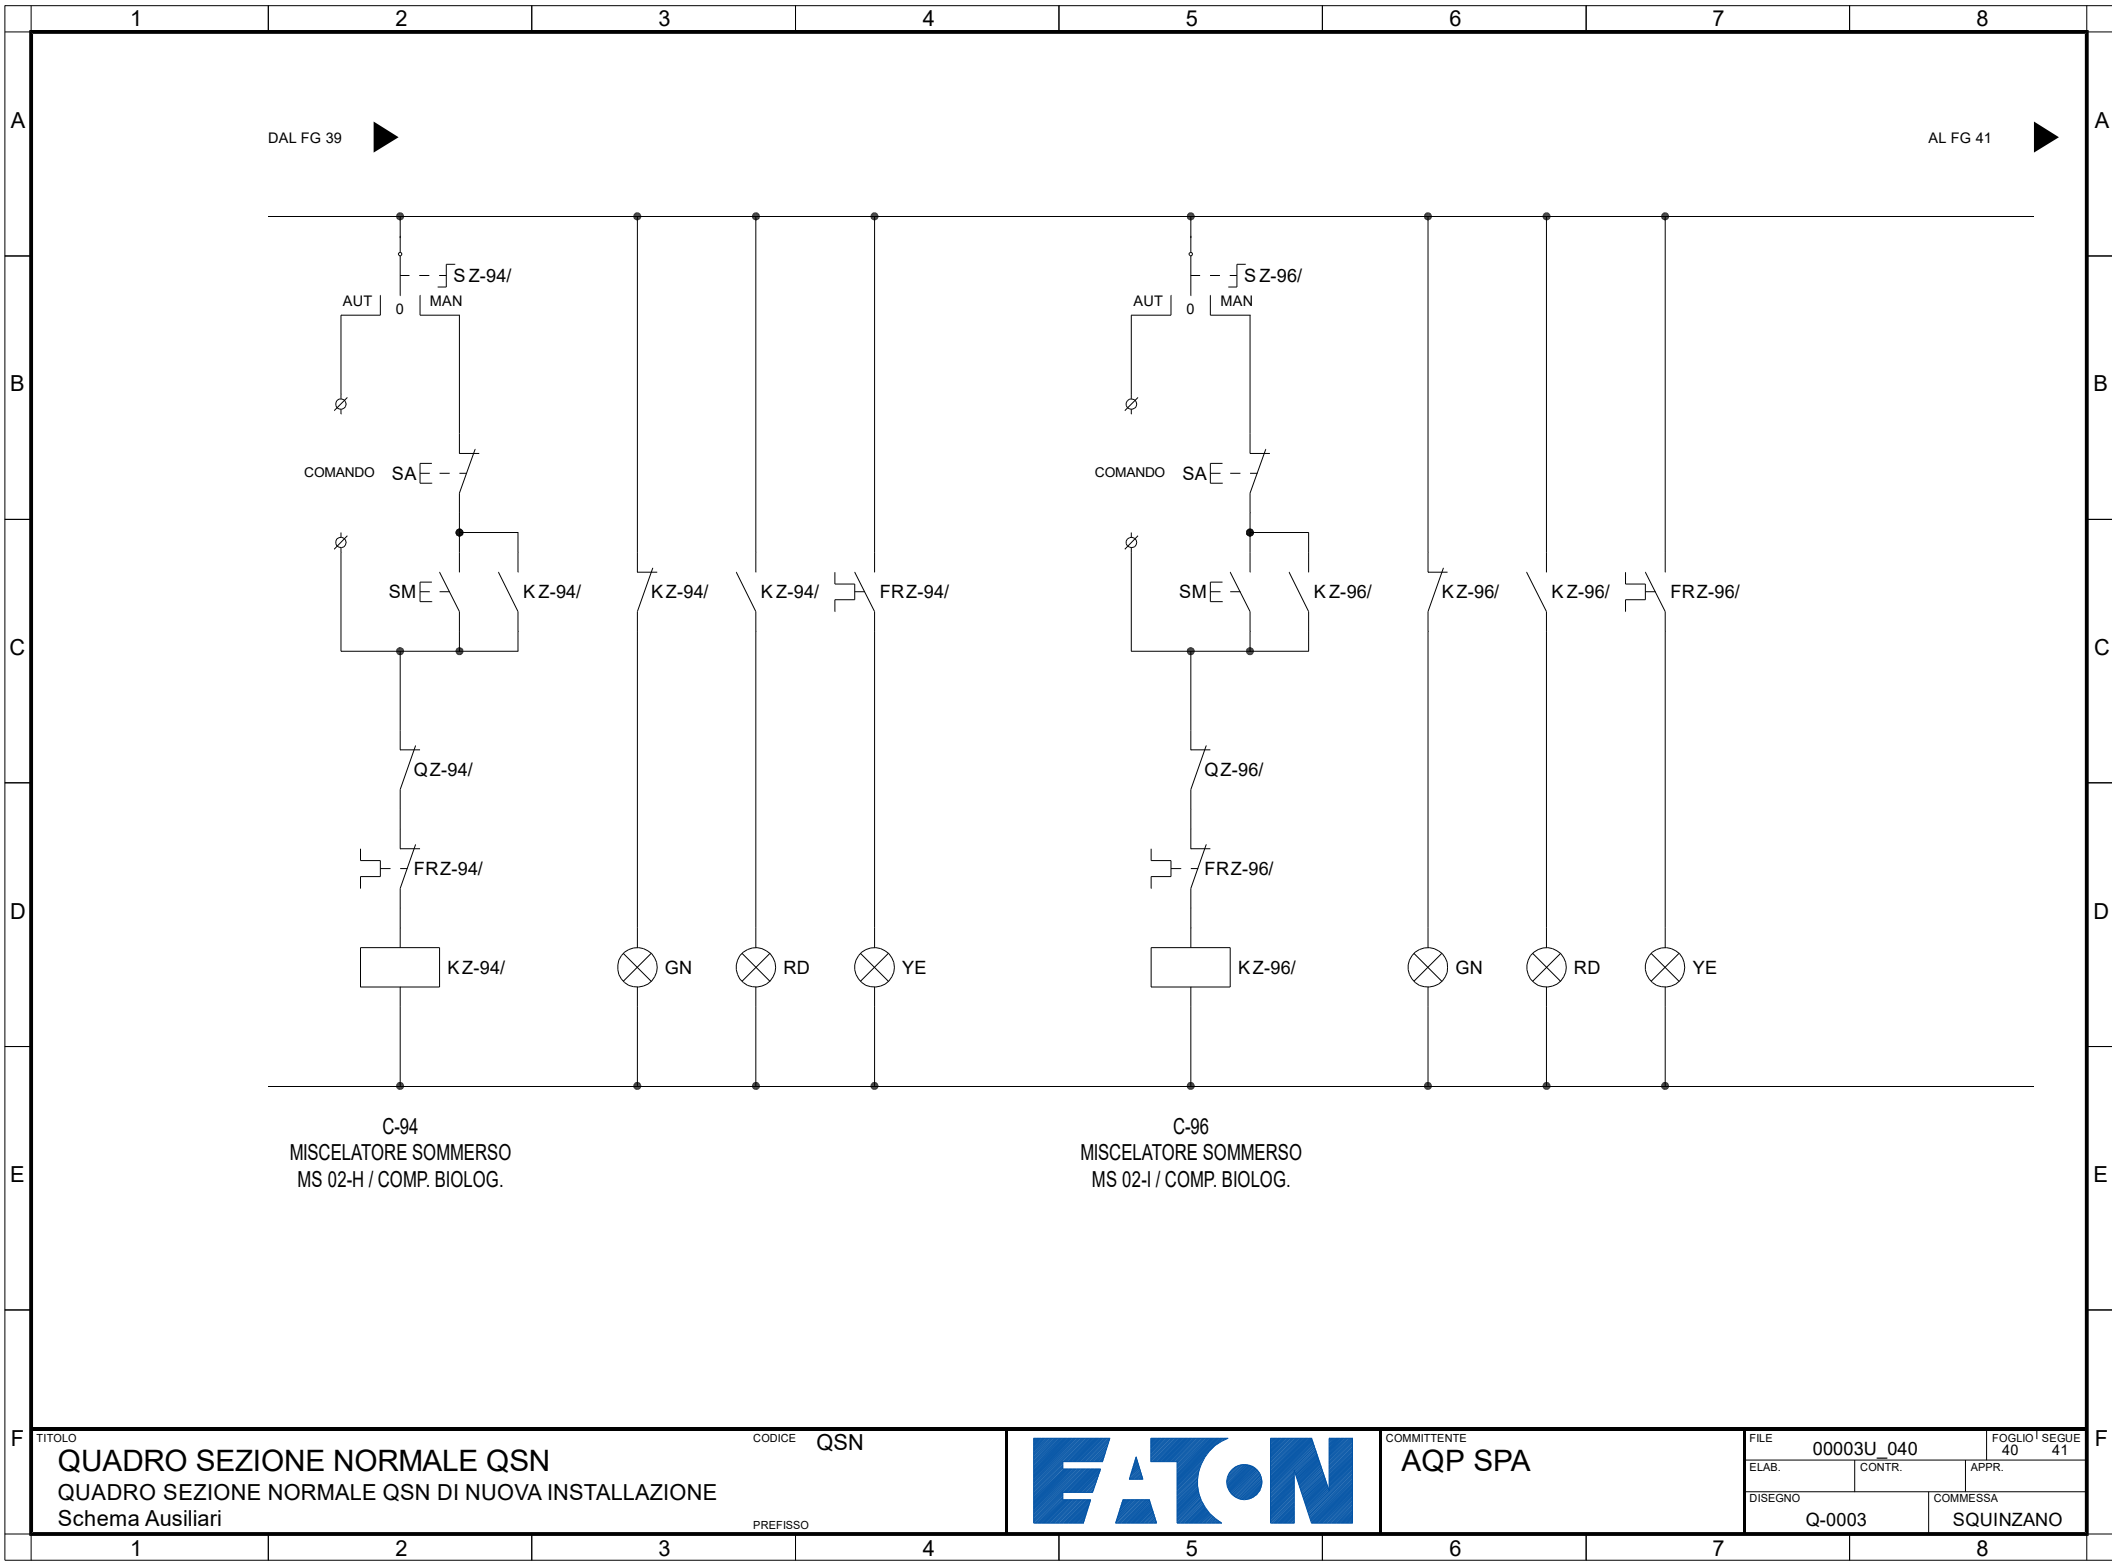 1 2 3 4 5 6 7 8
A A
DAL FG 39 AL FG 41
SZ-94/ SZ-96/
AUT 0 MAN AUT 0 MAN
B B
COMANDO SA COMANDO SA
SM KZ-94/ KZ-94/ KZ-94/ FRZ-94/ SM KZ-96/ KZ-96/ KZ-96/ FRZ-96/
C C
QZ-94/ QZ-96/
FRZ-94/ FRZ-96/
D D
KZ-94/ GN RD YE KZ-96/ GN RD YE
C-94 C-96
MISCELATORE SOMMERSO MISCELATORE SOMMERSO
MS 02-H / COMP. BIOLOG. MS 02-I / COMP. BIOLOG.
E E
F F
TITOLO
QUADRO SEZIONE NORMALE QSN
QUADRO SEZIONE NORMALE QSN DI NUOVA INSTALLAZIONE
Schema Ausiliari
CODICE QSN
PREFISSO
EATON
COMMITTENTE
AQP SPA
FILE 00003U_040
FOGLIO 40
SEGUE 41
ELAB. CONTR. APPR.
DISEGNO Q-0003
COMMESSA SQUINZANO
1 2 3 4 5 6 7 8